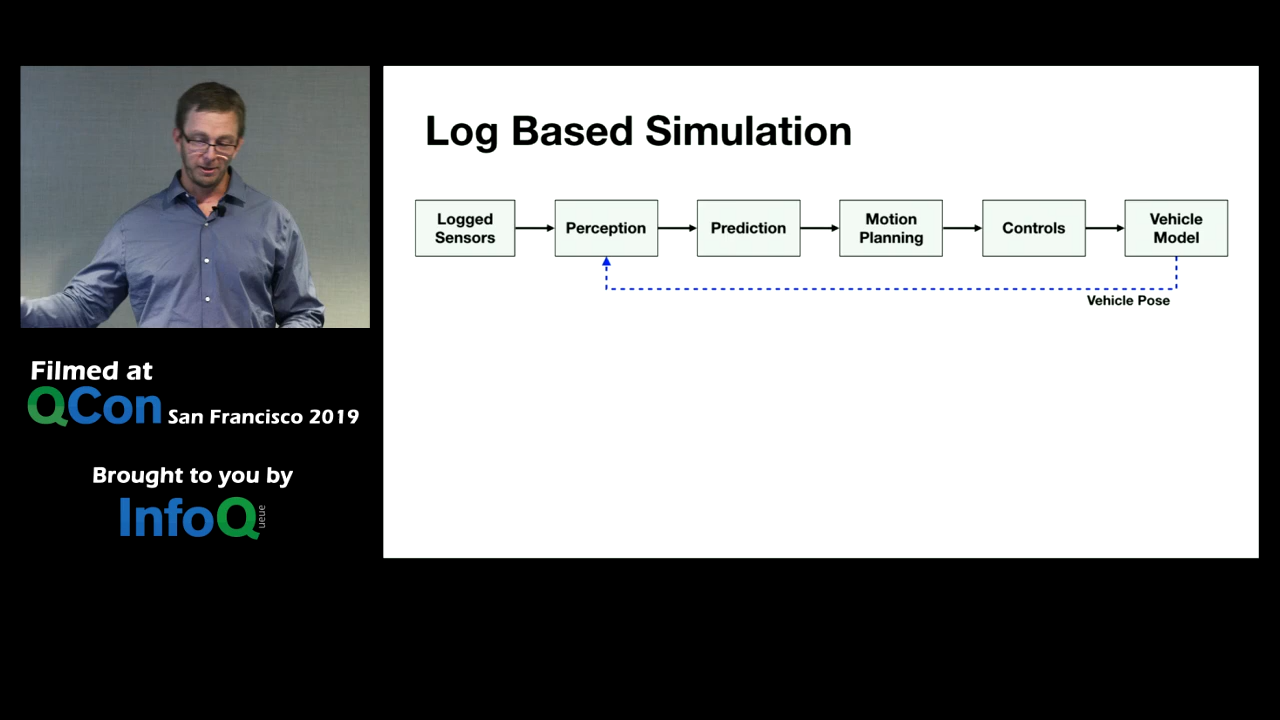 Log Based Simulation
Logged
Sensors
Perception
Prediction
Motion
Planning
Controls
Vehicle
Model
Vehicle Pose
Filmed at
QCon San Francisco 2019
Brought to you by
InfoQ
ueue